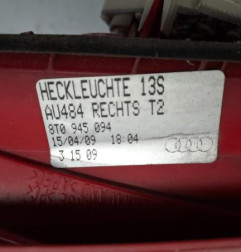 HECKLEUCHTE 13S
AU484 RECHTS T2
8T0 945 094
15/04/09 18:04
3 15 09